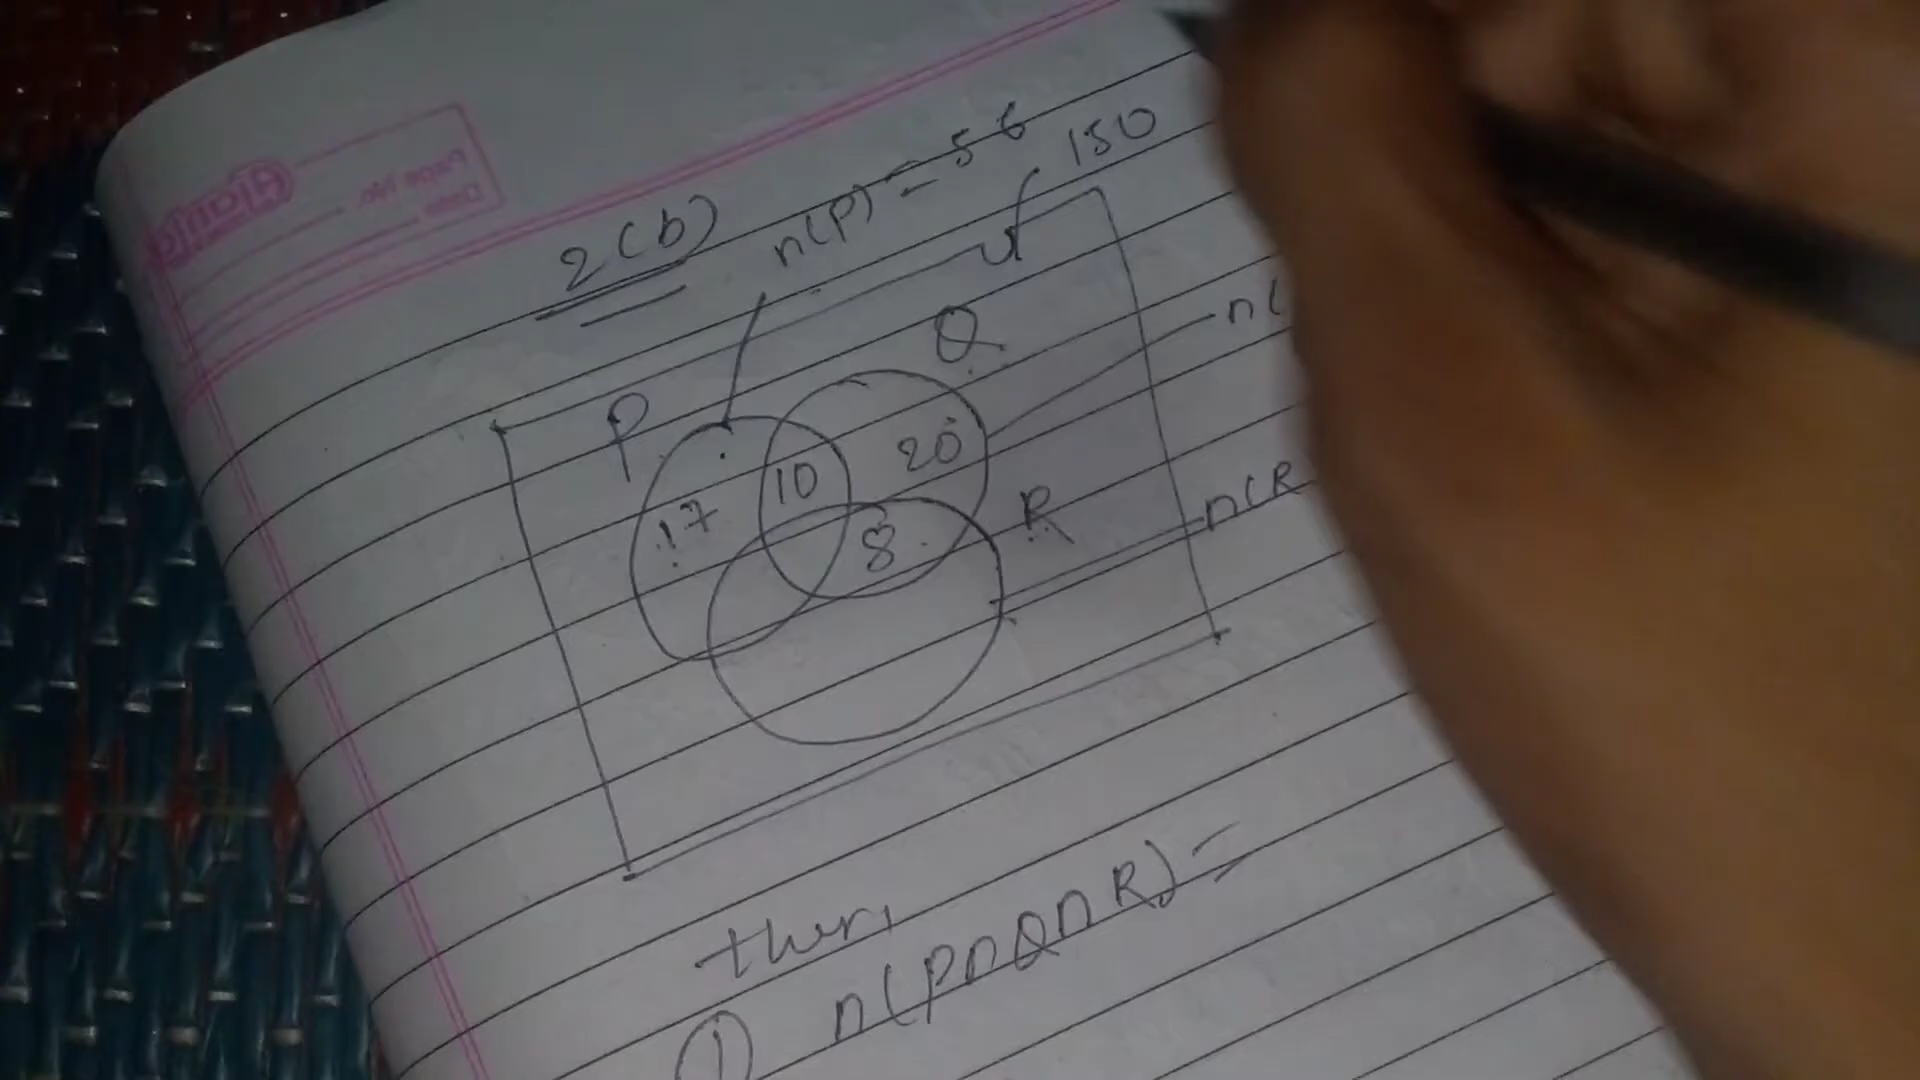 2(b)
n(P) = 56
150
U
P
Q
n(
17
10
20
8
R
n(R
then,
① n(P∩Q∩R) =